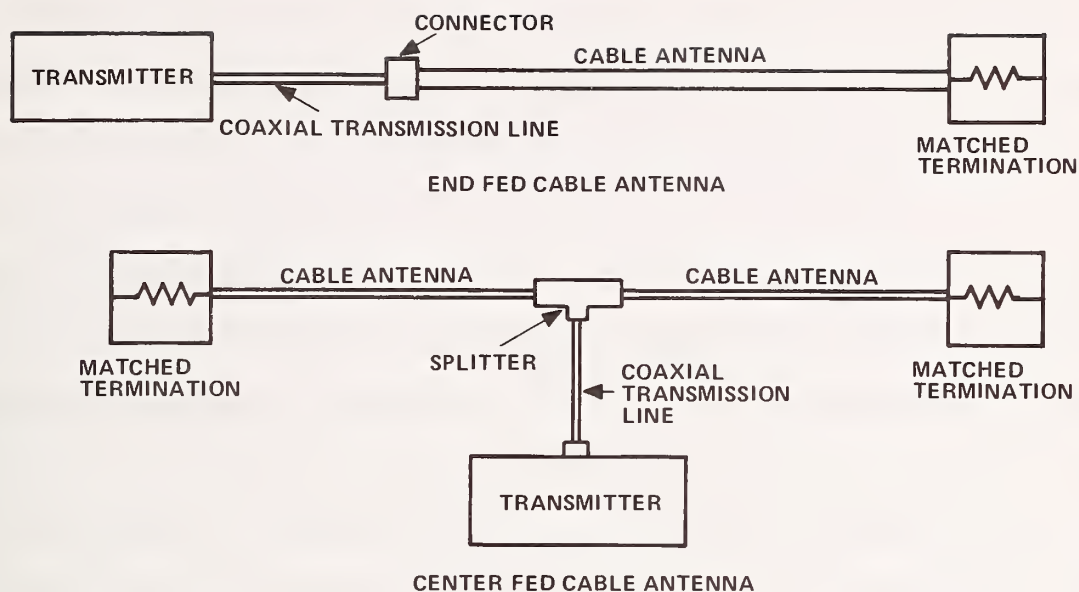 CONNECTOR
TRANSMITTER
CABLE ANTENNA
COAXIAL TRANSMISSION LINE
MATCHED
TERMINATION
END FED CABLE ANTENNA
CABLE ANTENNA
CABLE ANTENNA
SPLITTER
MATCHED
TERMINATION
COAXIAL
TRANSMISSION
LINE
MATCHED
TERMINATION
TRANSMITTER
CENTER FED CABLE ANTENNA